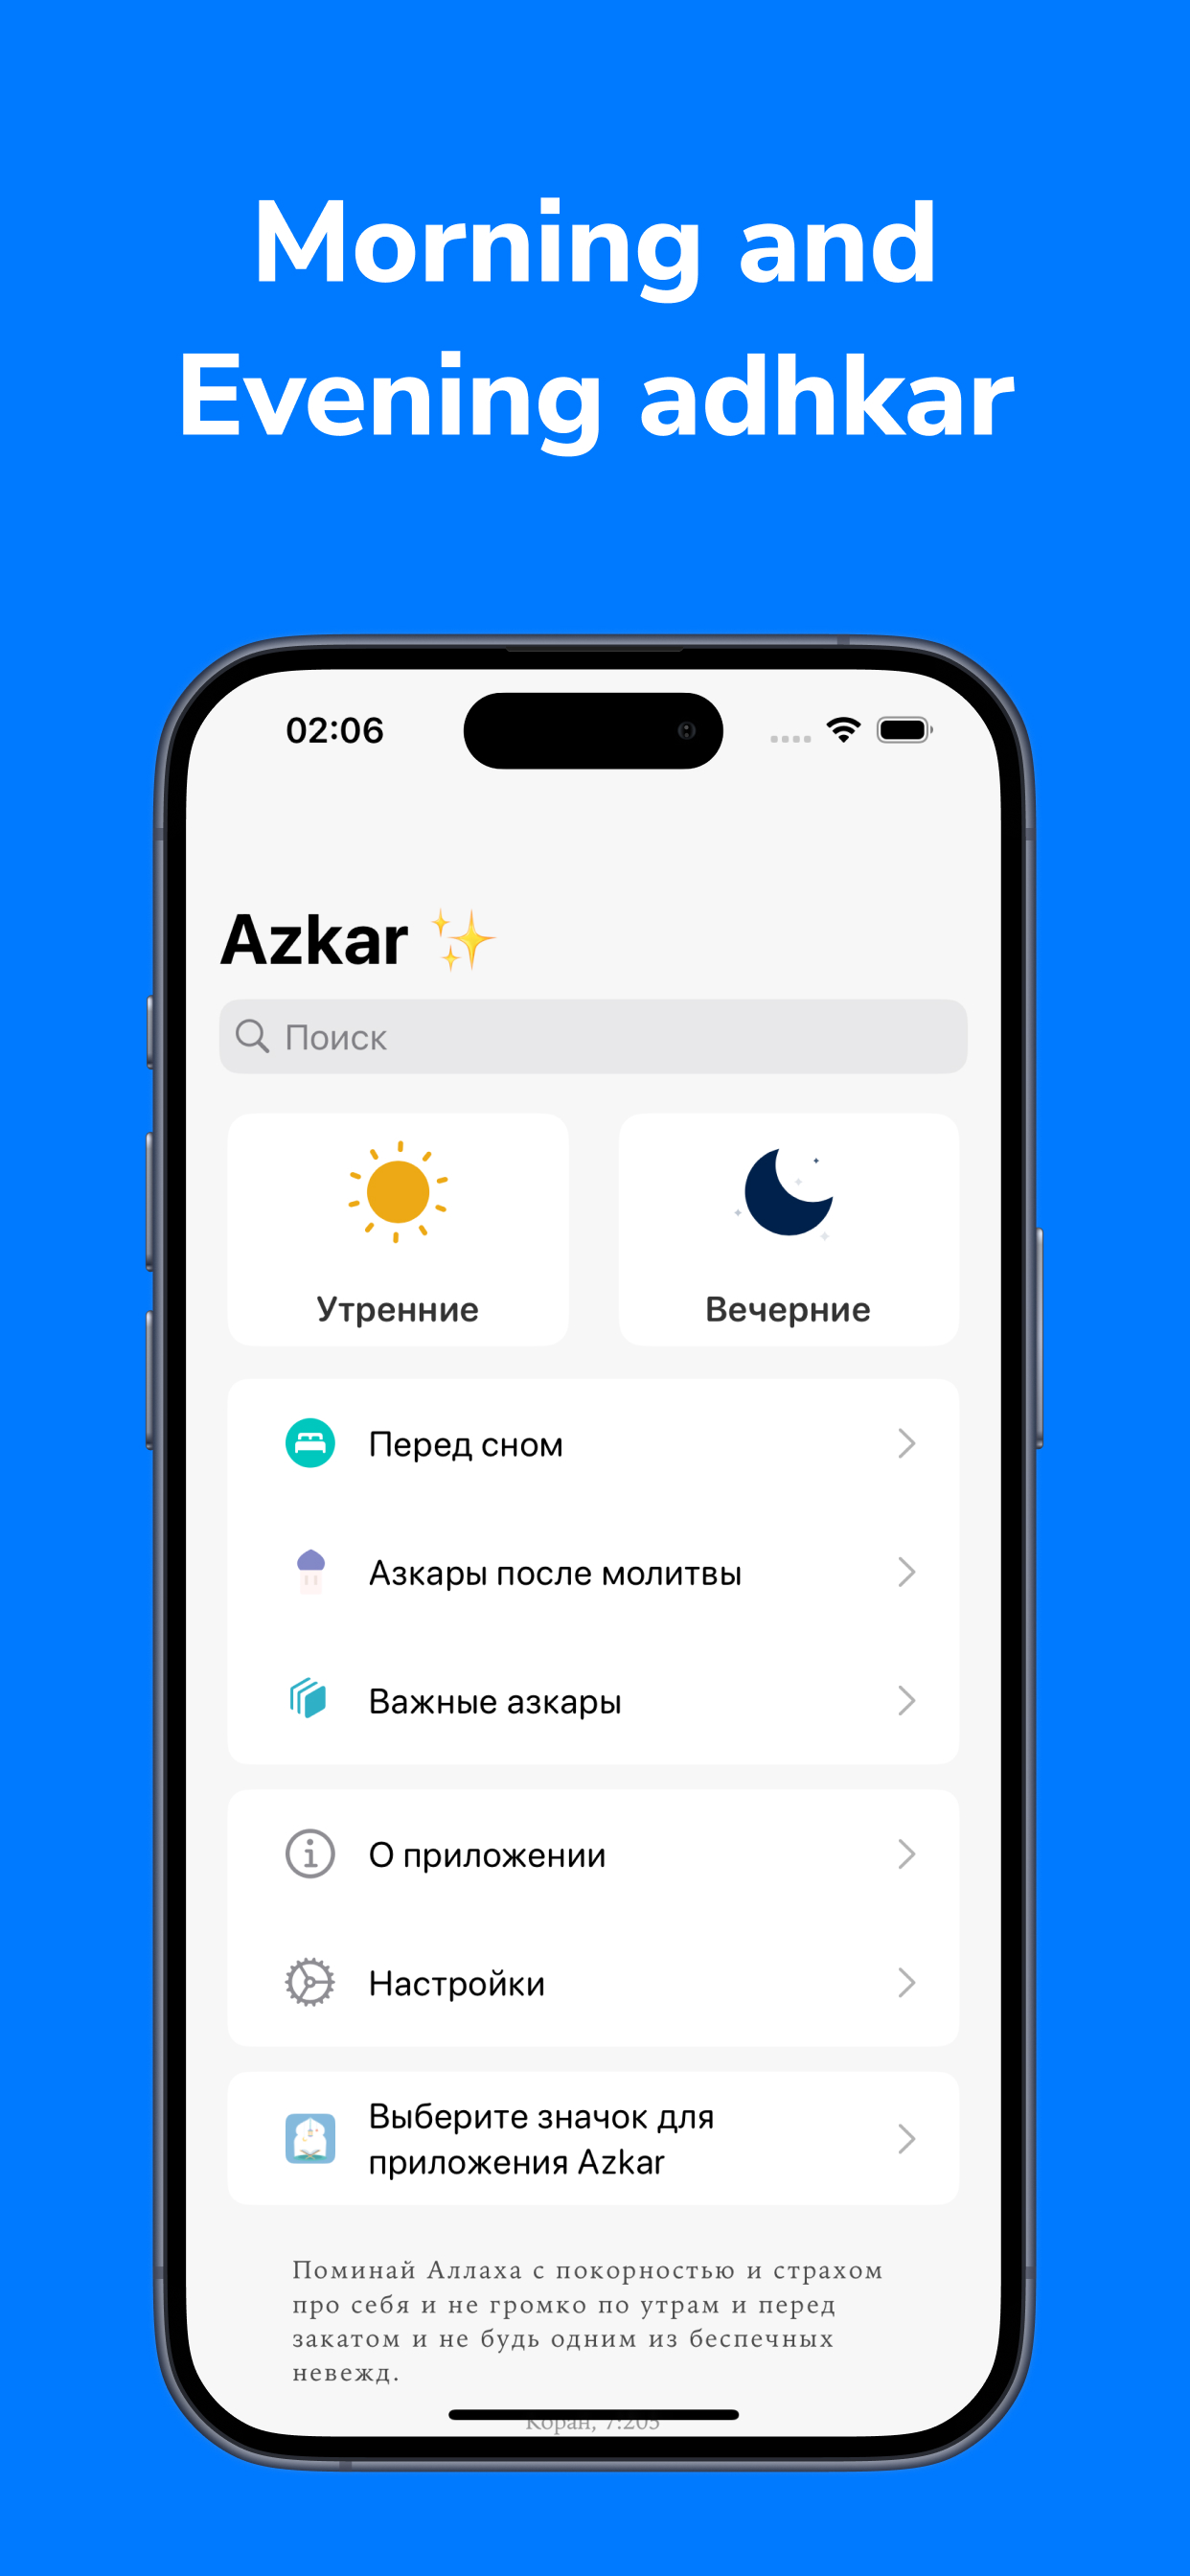 Morning and
Evening adhkar
02:06
Azkar ✨
Поиск
Утренние
Вечерние
Перед сном
Азкары после молитвы
Важные азкары
О приложении
Настройки
Выберите значок для
приложения Azkar
Поминай Аллаха с покорностью и страхом
про себя и не громко по утрам и перед
закатом и не будь одним из беспечных
невежд.
Коран, 7:205